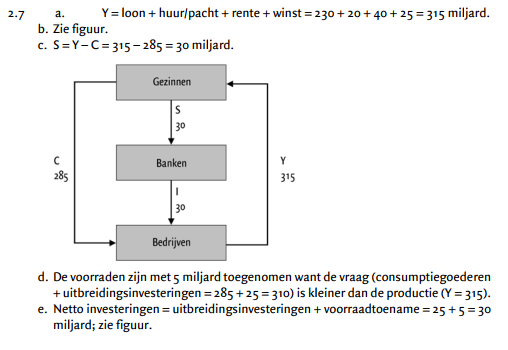 2.7 a. Y = loon + huur/pacht + rente + winst = 230 + 20 + 40 + 25 = 315 miljard.
b. Zie figuur.
c. S = Y – C = 315 – 285 = 30 miljard.
Gezinnen
S
30
C
285
Banken
Y
315
I
30
Bedrijven
d. De voorraden zijn met 5 miljard toegenomen want de vraag (consumptiegoederen
+ uitbreidingsinvesteringen = 285 + 25 = 310) is kleiner dan de productie (Y = 315).
e. Netto investeringen = uitbreidingsinvesteringen + voorraadtoename = 25 + 5 = 30
miljard; zie figuur.